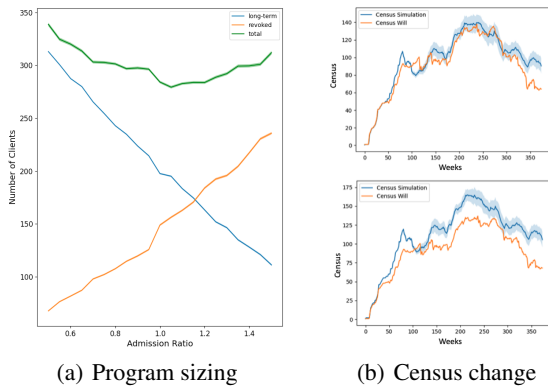 350
300
250
200
150
100
0.6
0.8
1.0
1.2
1.4
Number of Clients
Admission Ratio
long-term
revoked
total
(a) Program sizing
140
120
100
80
60
40
20
0
0
50
100
150
200
250
300
350
Census
Weeks
Census Simulation
Census Will
175
150
125
100
75
50
25
0
0
50
100
150
200
250
300
350
Census
Weeks
Census Simulation
Census Will
(b) Census change